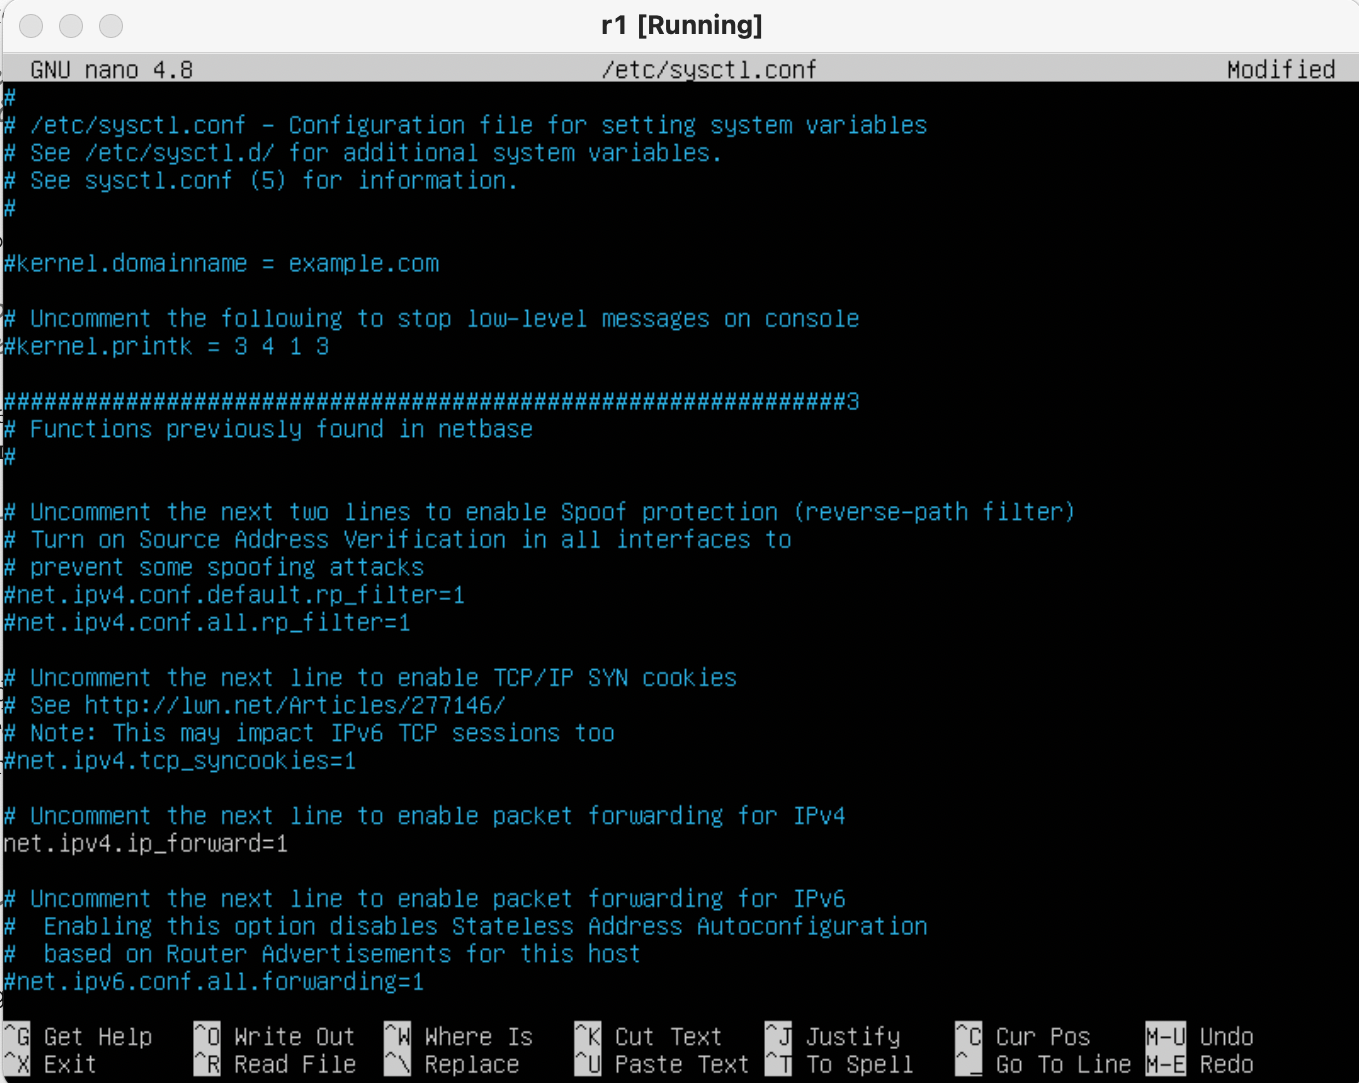 r1 [Running]
GNU nano 4.8 /etc/sysctl.conf Modified
#
# /etc/sysctl.conf - Configuration file for setting system variables
# See /etc/sysctl.d/ for additional system variables.
# See sysctl.conf (5) for information.
#
#kernel.domainname = example.com
# Uncomment the following to stop low-level messages on console
#kernel.printk = 3 4 1 3
##############################################################3
# Functions previously found in netbase
#
# Uncomment the next two lines to enable Spoof protection (reverse-path filter)
# Turn on Source Address Verification in all interfaces to
# prevent some spoofing attacks
#net.ipv4.conf.default.rp_filter=1
#net.ipv4.conf.all.rp_filter=1
# Uncomment the next line to enable TCP/IP SYN cookies
# See http://lwn.net/Articles/277146/
# Note: This may impact IPv6 TCP sessions too
#net.ipv4.tcp_syncookies=1
# Uncomment the next line to enable packet forwarding for IPv4
net.ipv4.ip_forward=1
# Uncomment the next line to enable packet forwarding for IPv6
#  Enabling this option disables Stateless Address Autoconfiguration
#  based on Router Advertisements for this host
#net.ipv6.conf.all.forwarding=1
^G Get Help ^O Write Out ^W Where Is ^K Cut Text ^J Justify ^C Cur Pos M-U Undo
^X Exit ^R Read File ^\ Replace ^U Paste Text ^T To Spell ^_ Go To Line M-E Redo